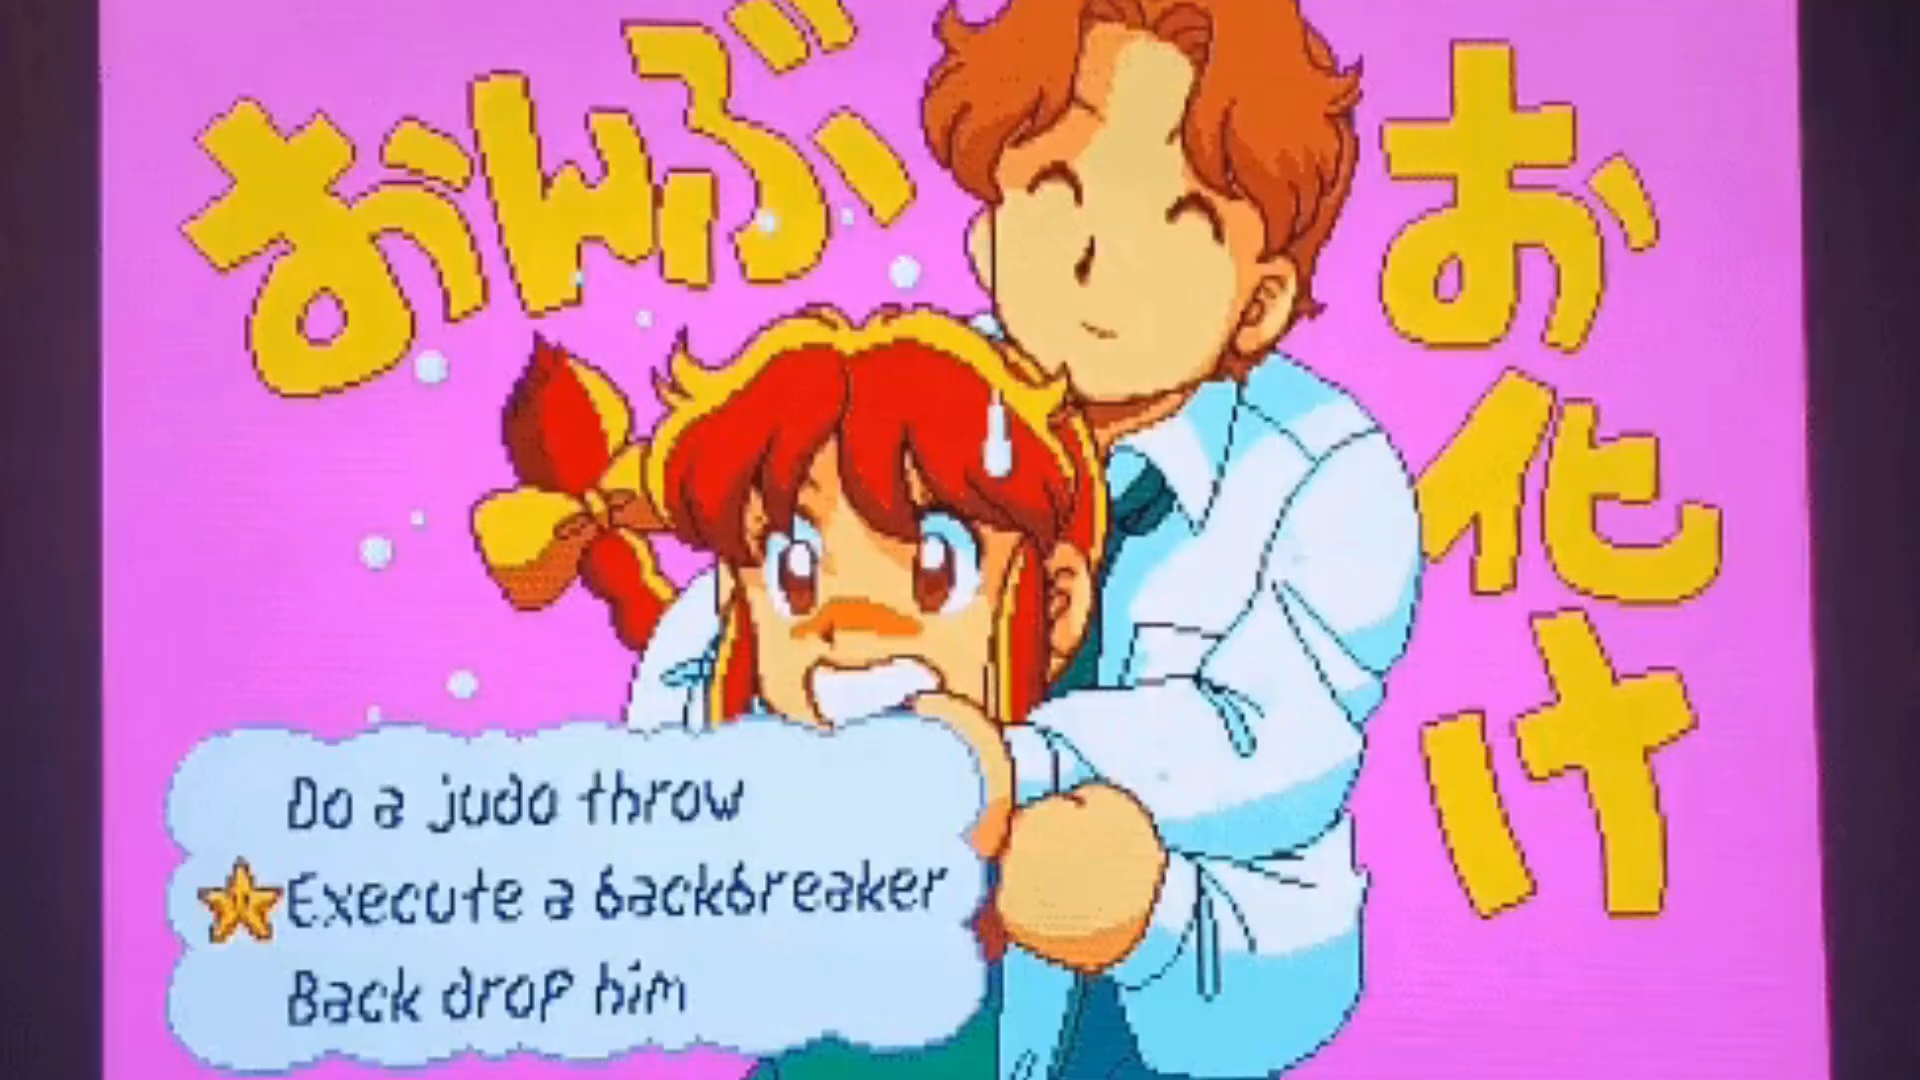 おんぶ
お化け
Do a judo throw
Execute a backbreaker
Back drop him